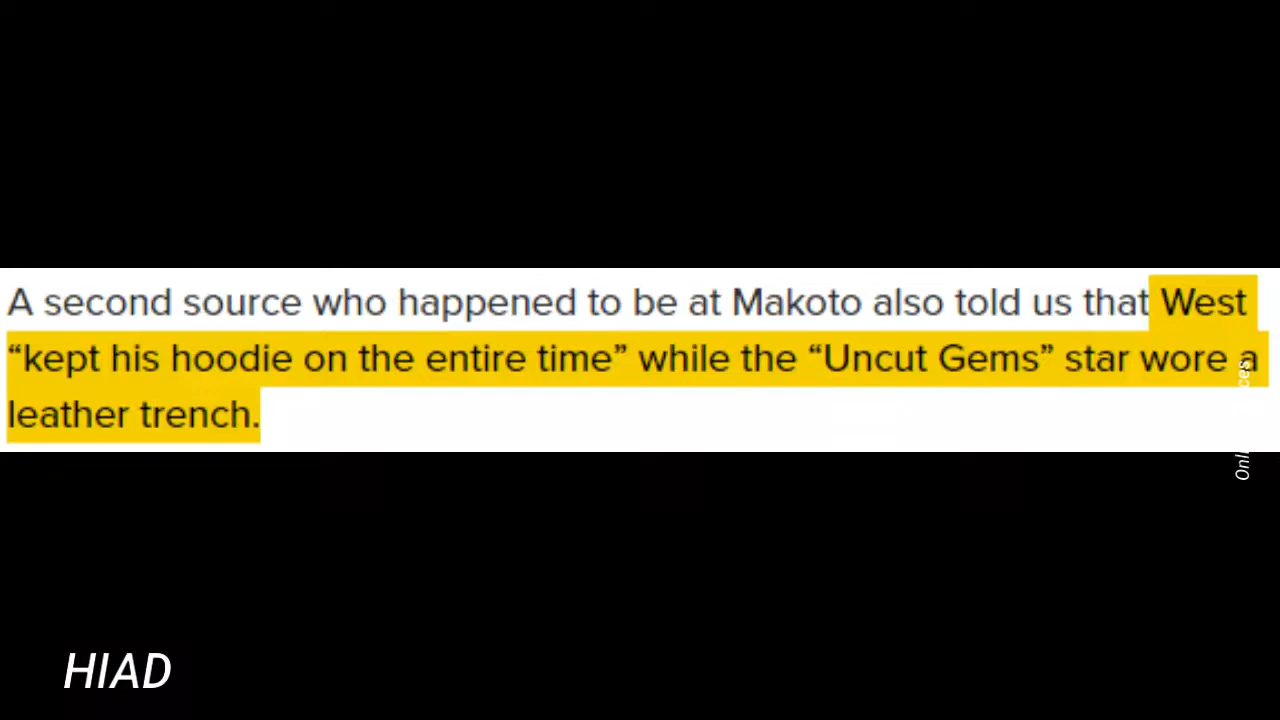 A second source who happened to be at Makoto also told us that West
“kept his hoodie on the entire time” while the “Uncut Gems” star wore a
leather trench.
HIAD